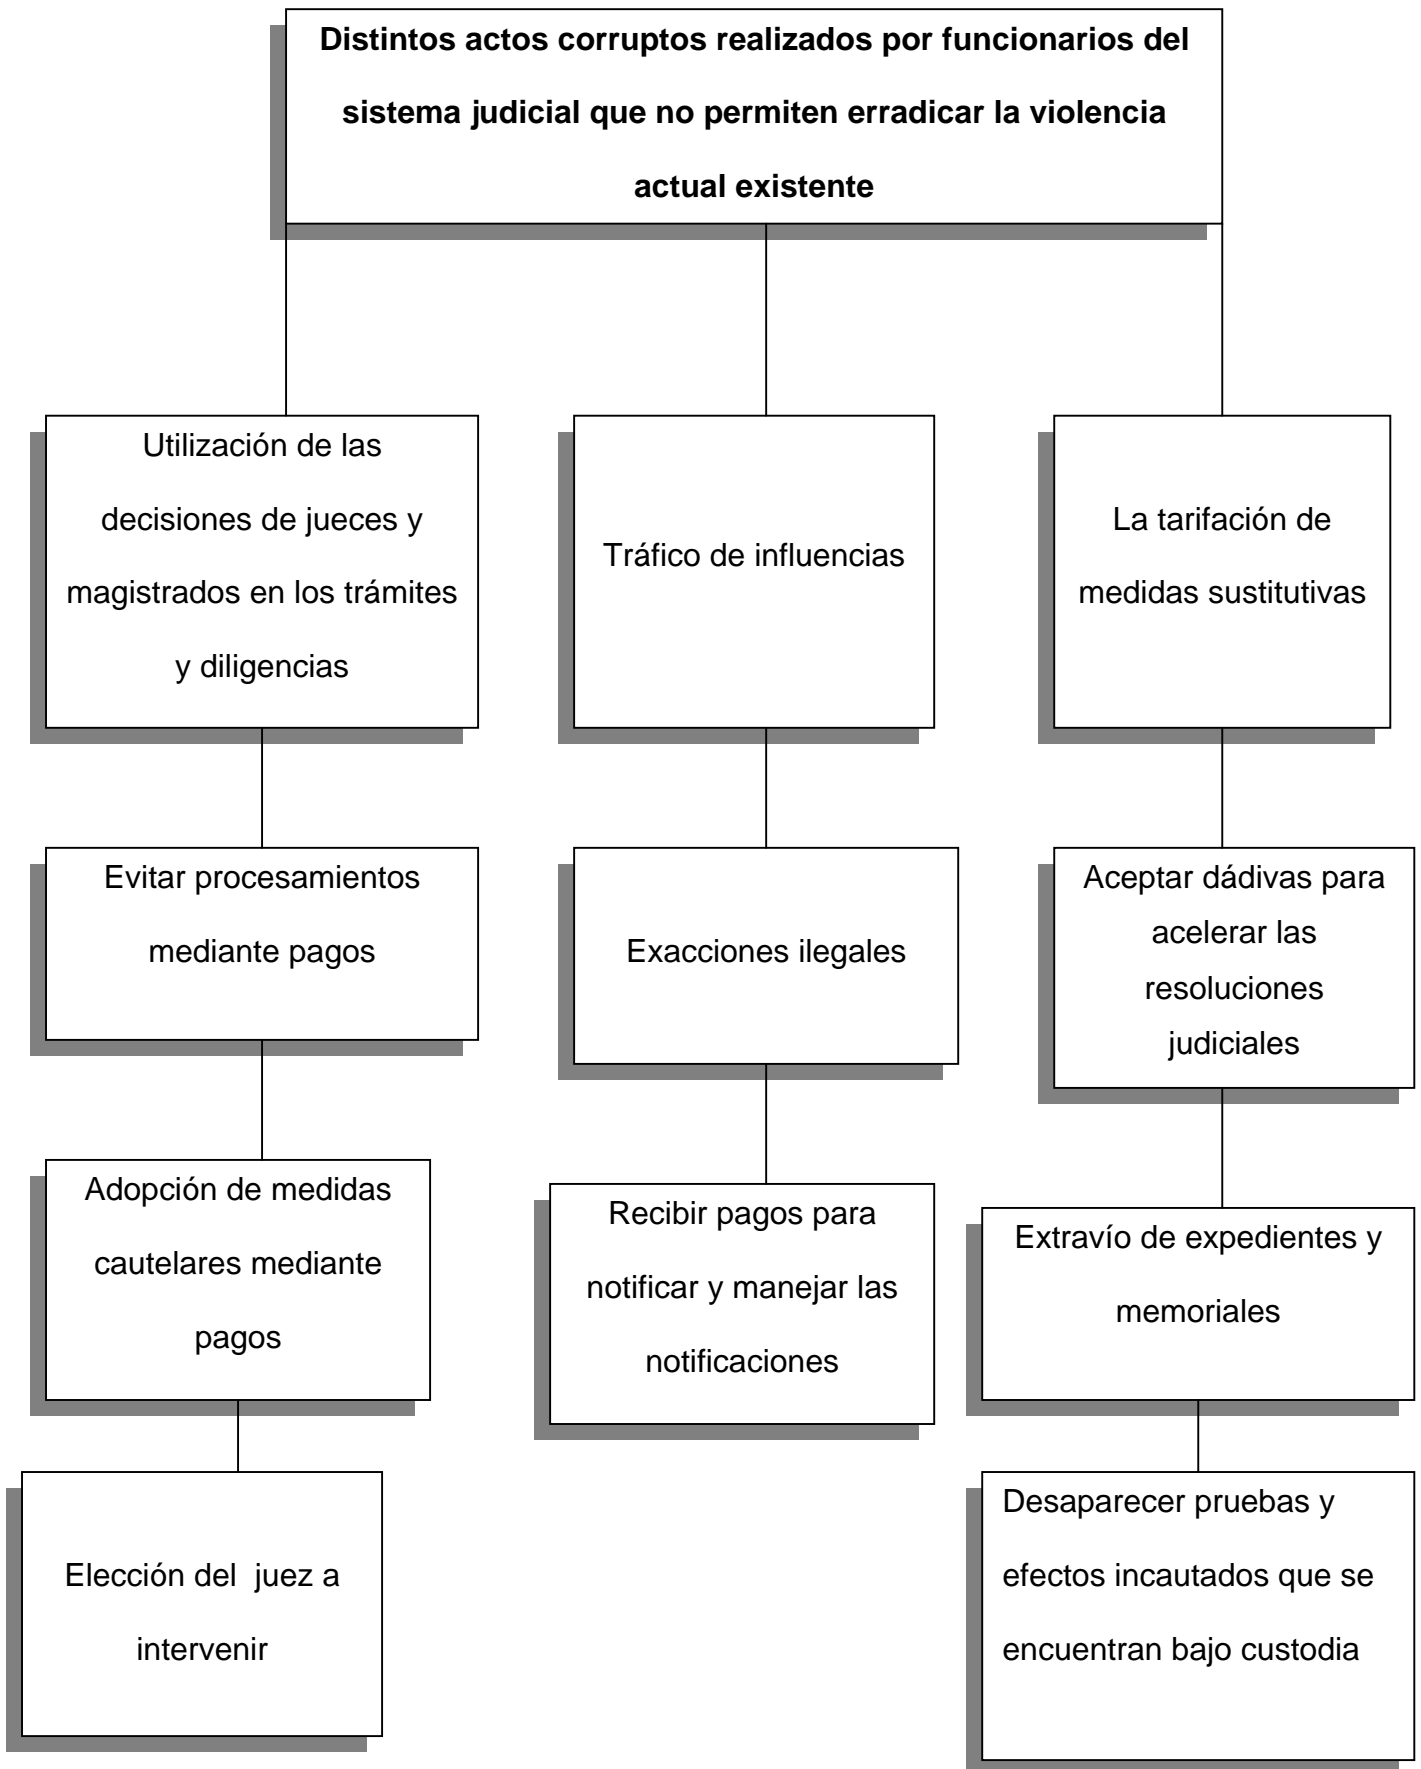 Distintos actos corruptos realizados por funcionarios del
sistema judicial que no permiten erradicar la violencia
actual existente
Utilización de las
decisiones de jueces y
magistrados en los trámites
y diligencias
Tráfico de influencias
La tarifación de
medidas sustitutivas
Evitar procesamientos
mediante pagos
Exacciones ilegales
Aceptar dádivas para
acelerar las
resoluciones
judiciales
Adopción de medidas
cautelares mediante
pagos
Recibir pagos para
notificar y manejar las
notificaciones
Extravío de expedientes y
memoriales
Elección del  juez a
intervenir
Desaparecer pruebas y
efectos incautados que se
encuentran bajo custodia